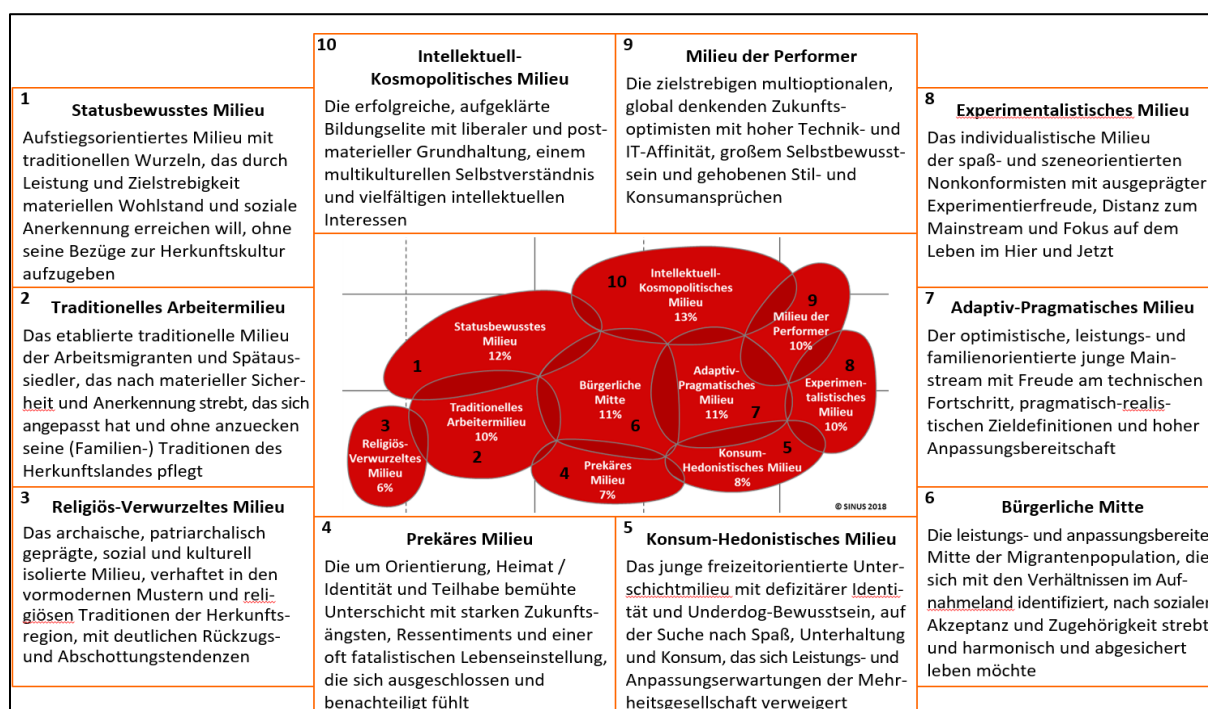 10
Intellektuell-
Kosmopolitisches Milieu
Die erfolgreiche, aufgeklärte
Bildungselite mit liberaler und post-
materieller Grundhaltung, einem
multikulturellen Selbstverständnis
und vielfältigen intellektuellen
Interessen
9
Milieu der Performer
Die zielstrebigen multioptionalen,
global denkenden Zukunfts-
optimisten mit hoher Technik- und
IT-Affinität, großem Selbstbewusst-
sein und gehobenen Stil- und
Konsumansprüchen
1
Statusbewusstes Milieu
Aufstiegsorientiertes Milieu mit
traditionellen Wurzeln, das durch
Leistung und Zielstrebigkeit
materiellen Wohlstand und soziale
Anerkennung erreichen will, ohne
seine Bezüge zur Herkunftskultur
aufzugeben
8
Experimentalistisches Milieu
Das individualistische Milieu
der spaß- und szeneorientierten
Nonkonformisten mit ausgeprägter
Experimentierfreude, Distanz zum
Mainstream und Fokus auf dem
Leben im Hier und Jetzt
2
Traditionelles Arbeitermilieu
Das etablierte traditionelle Milieu
der Arbeitsmigranten und Spätaus-
siedler, das nach materieller Sicher-
heit und Anerkennung strebt, das sich
angepasst hat und ohne anzuecken
seine (Familien-) Traditionen des
Herkunftslandes pflegt
10
Intellektuell-
Kosmopolitisches
Milieu
13%
9
Milieu der
Performer
10%
Statusbewusstes
Milieu
12%
1
8
Experimen-
talistisches
Milieu
10%
Adaptiv-
Pragmatisches
Milieu
11%
7
Bürgerliche
Mitte
11%
6
Traditionelles
Arbeitermilieu
10%
2
3
Religiös-
Verwurzeltes
Milieu
6%
4
Prekäres
Milieu
7%
5
Konsum-
Hedonistisches Milieu
8%
© SINUS 2018
7
Adaptiv-Pragmatisches Milieu
Der optimistische, leistungs- und
familienorientierte junge Main-
stream mit Freude am technischen
Fortschritt, pragmatisch-realis-
tischen Zieldefinitionen und hoher
Anpassungsbereitschaft
3
Religiös-Verwurzeltes Milieu
Das archaische, patriarchalisch
geprägte, sozial und kulturell
isolierte Milieu, verhaftet in den
vormodernen Mustern und reli-
giösen Traditionen der Herkunfts-
region, mit deutlichen Rückzugs-
und Abschottungstendenzen
4
Prekäres Milieu
Die um Orientierung, Heimat /
Identität und Teilhabe bemühte
Unterschicht mit starken Zukunfts-
ängsten, Ressentiments und einer
oft fatalistischen Lebenseinstellung,
die sich ausgeschlossen und
benachteiligt fühlt
5
Konsum-Hedonistisches Milieu
Das junge freizeitorientierte Unter-
schichtmilieu mit defizitärer Identi-
tät und Underdog-Bewusstsein, auf
der Suche nach Spaß, Unterhaltung
und Konsum, das sich Leistungs- und
Anpassungserwartungen der Mehr-
heitsgesellschaft verweigert
6
Bürgerliche Mitte
Die leistungs- und anpassungsbereite
Mitte der Migrantenpopulation, die
sich mit den Verhältnissen im Auf-
nahmeland identifiziert, nach sozialer
Akzeptanz und Zugehörigkeit strebt
und harmonisch und abgesichert
leben möchte